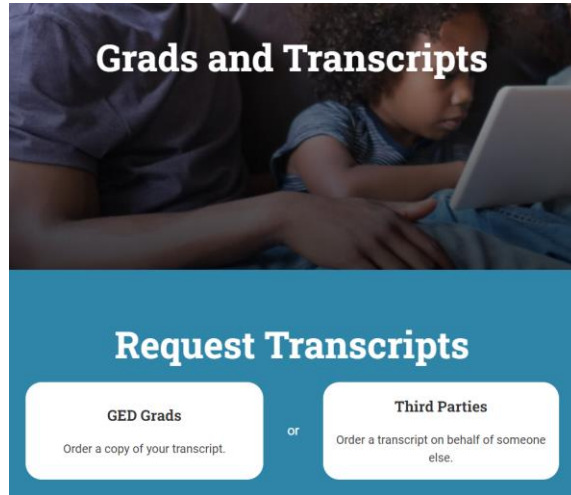 Grads and Transcripts
Request Transcripts
GED Grads
Order a copy of your transcript.
or
Third Parties
Order a transcript on behalf of someone
else.